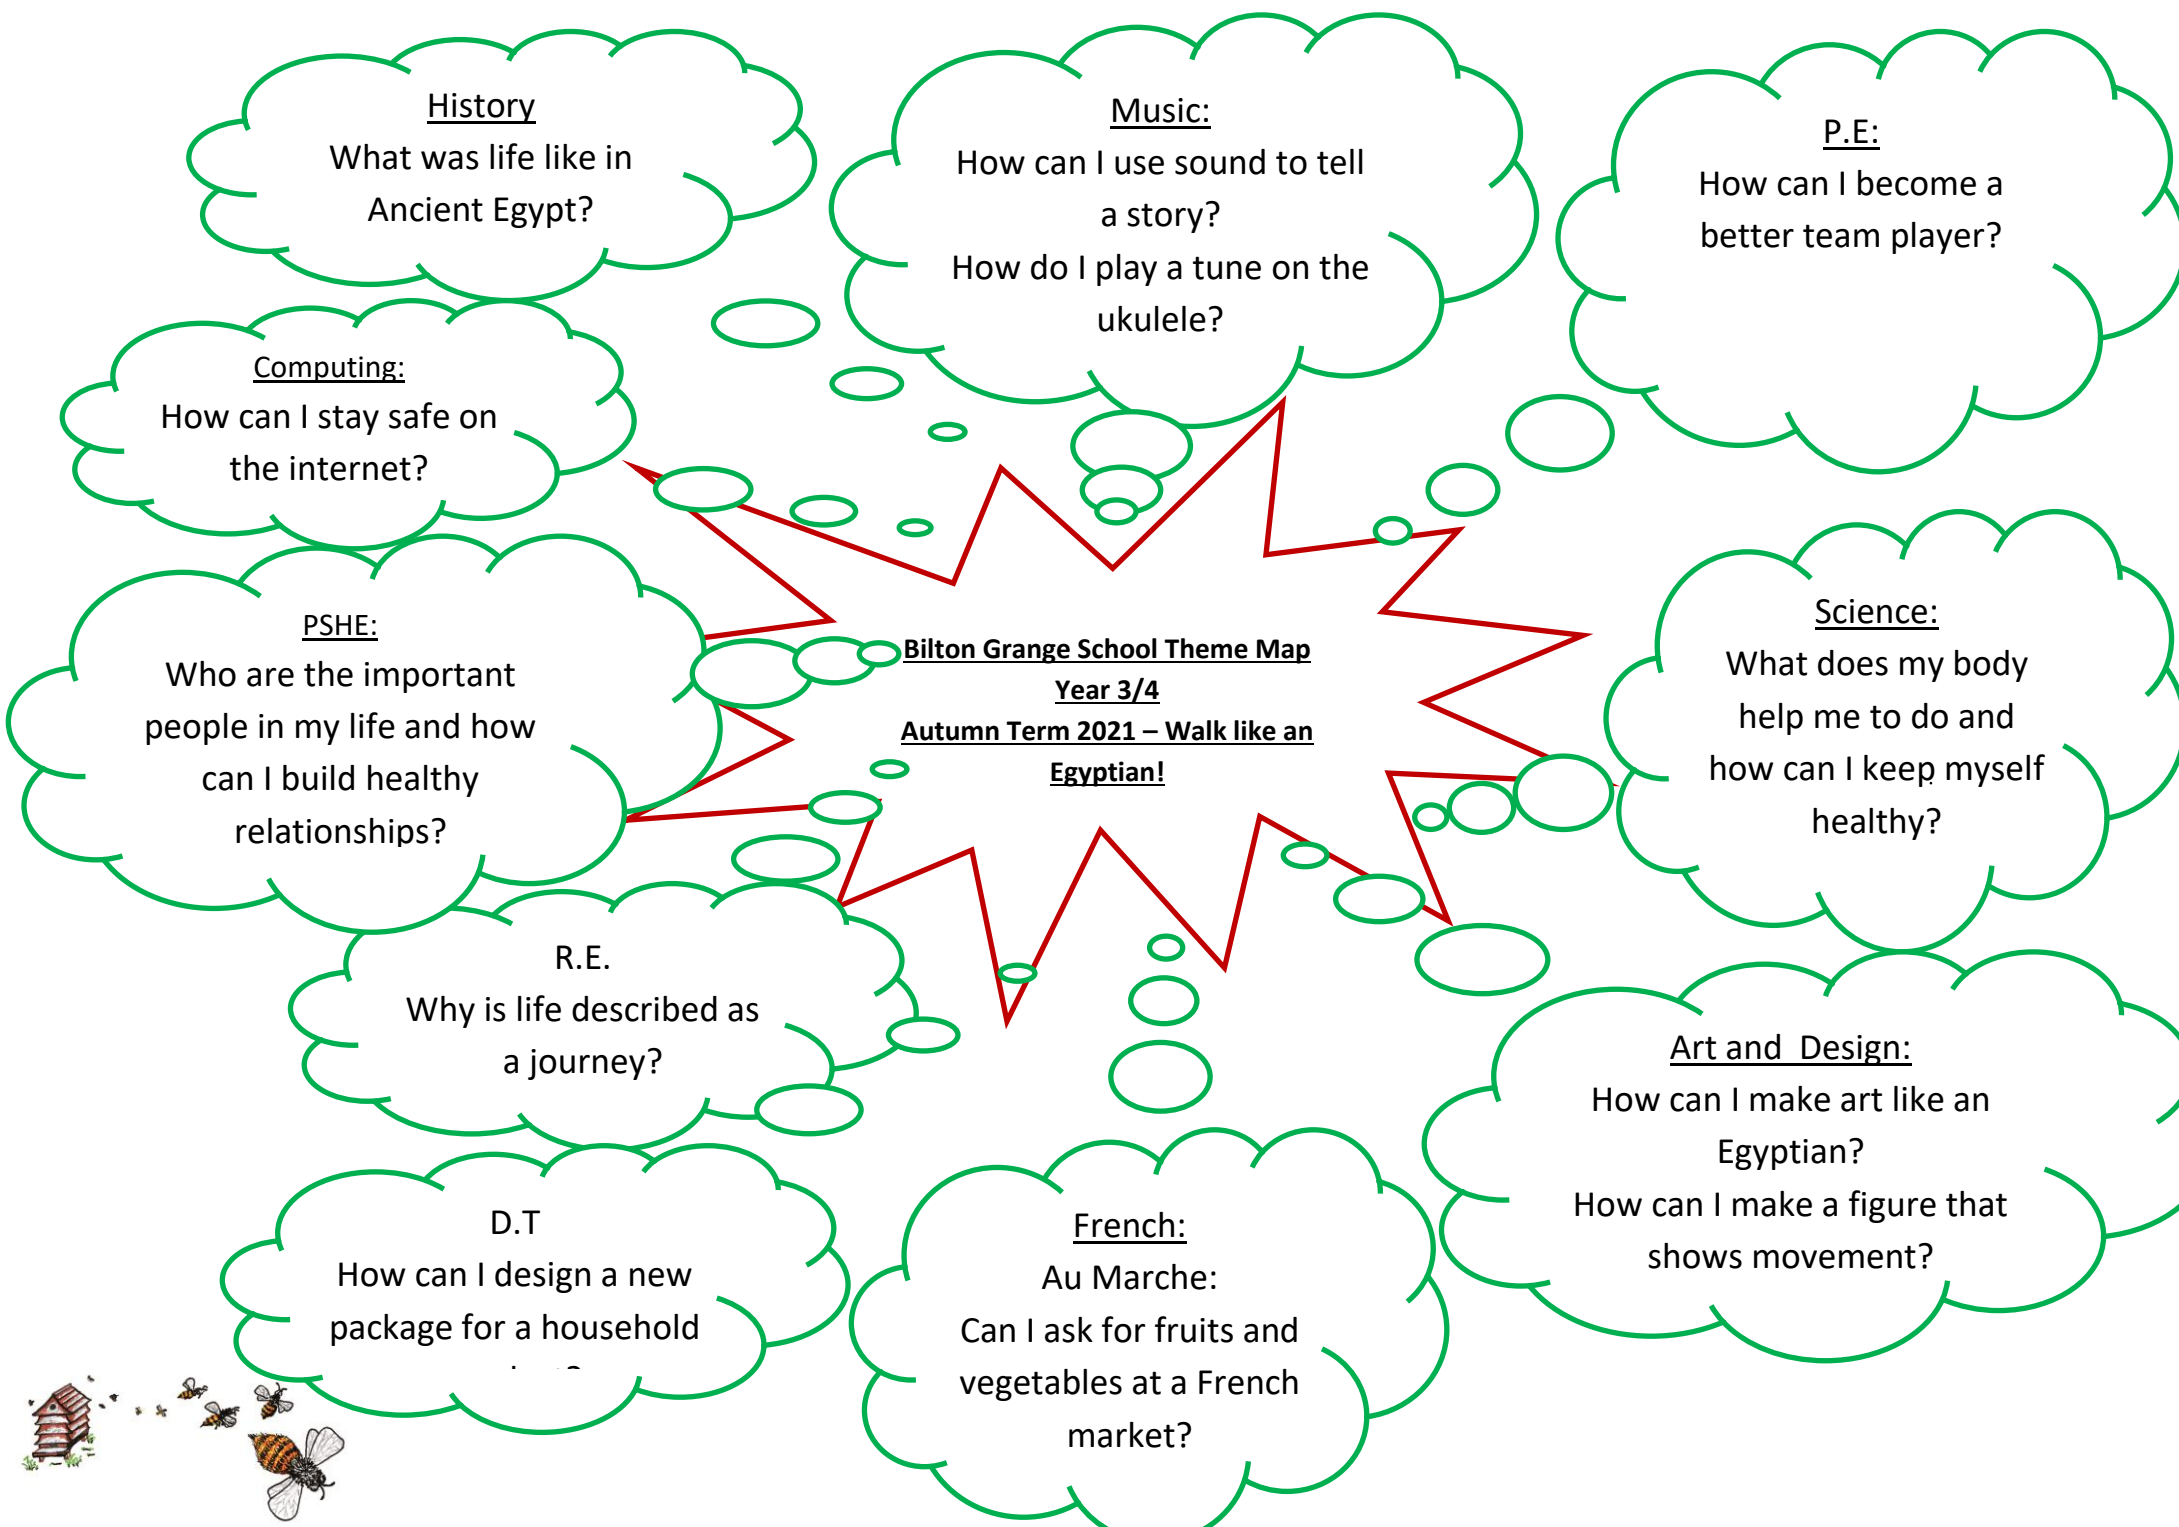 History
What was life like in
Ancient Egypt?
Music:
How can I use sound to tell
a story?
How do I play a tune on the
ukulele?
P.E:
How can I become a
better team player?
Computing:
How can I stay safe on
the internet?
PSHE:
Who are the important
people in my life and how
can I build healthy
relationships?
Bilton Grange School Theme Map
Year 3/4
Autumn Term 2021 – Walk like an
Egyptian!
Science:
What does my body
help me to do and
how can I keep myself
healthy?
R.E.
Why is life described as
a journey?
Art and  Design:
How can I make art like an
Egyptian?
How can I make a figure that
shows movement?
D.T
How can I design a new
package for a household
French:
Au Marche:
Can I ask for fruits and
vegetables at a French
market?